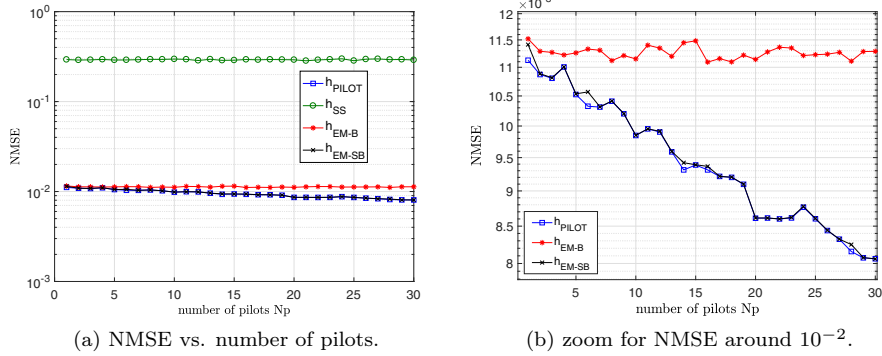 10^0
10^-1
10^-2
10^-3
NMSE
0 5 10 15 20 25 30
number of pilots Np
h_PILOT
h_SS
h_EM-B
h_EM-SB
(a) NMSE vs. number of pilots.
12
11.5
11
10.5
10
9.5
9
8.5
8
NMSE
5 10 15 20 25 30
number of pilots Np
h_PILOT
h_EM-B
h_EM-SB
(b) zoom for NMSE around 10^−2.